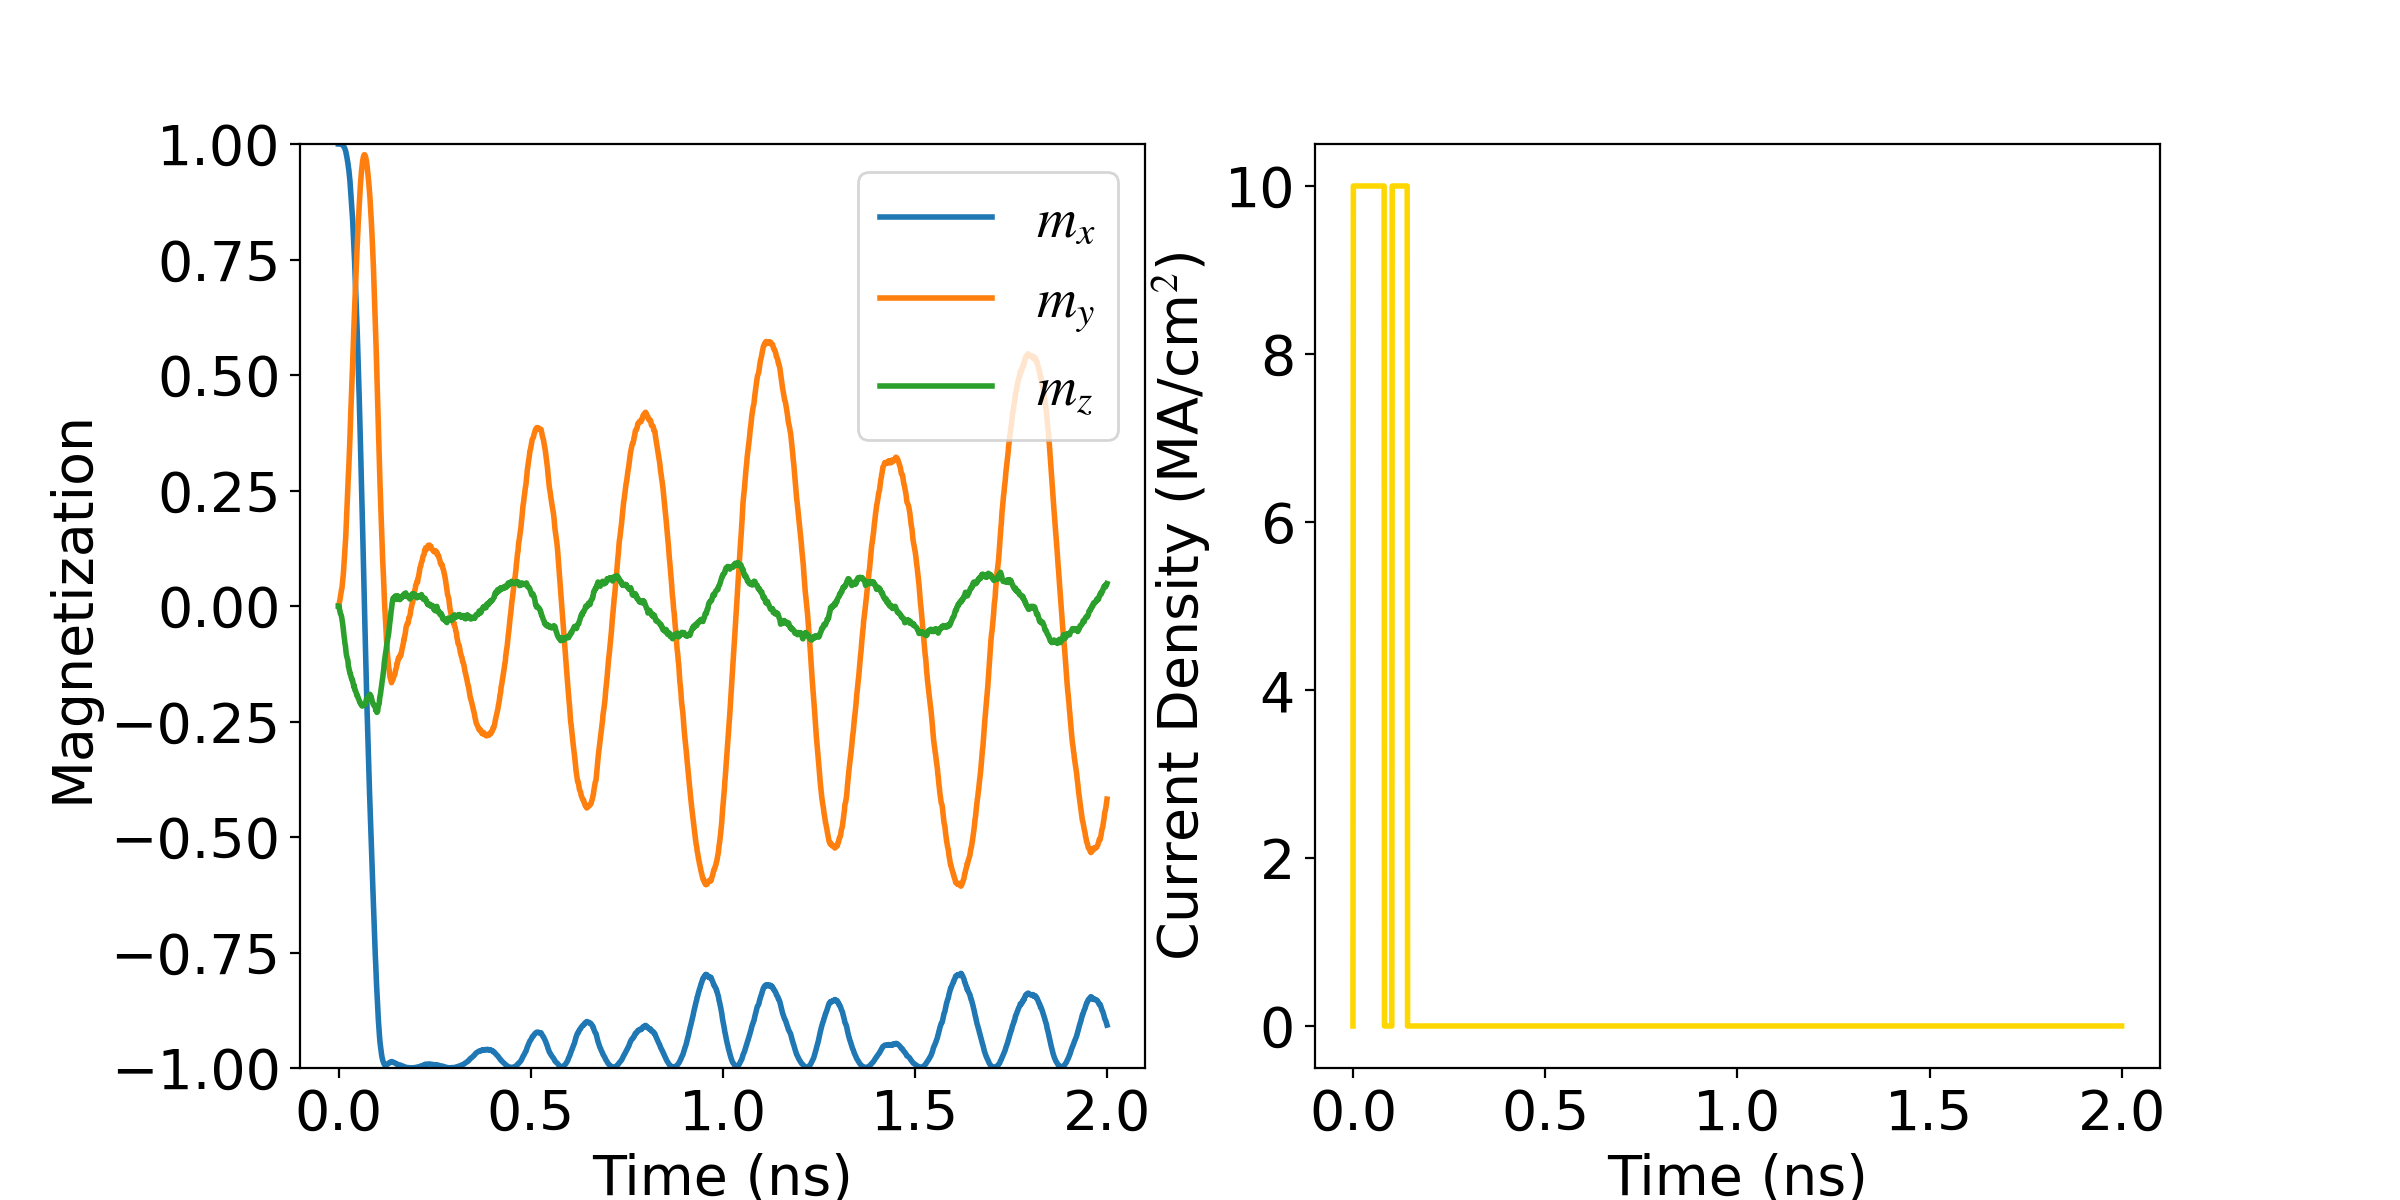 1.00
0.75
0.50
0.25
0.00
−0.25
−0.50
−0.75
−1.00
Magnetization
0.0 0.5 1.0 1.5 2.0
Time (ns)
m_x
m_y
m_z
10
8
6
4
2
0
Current Density (MA/cm²)
0.0 0.5 1.0 1.5 2.0
Time (ns)